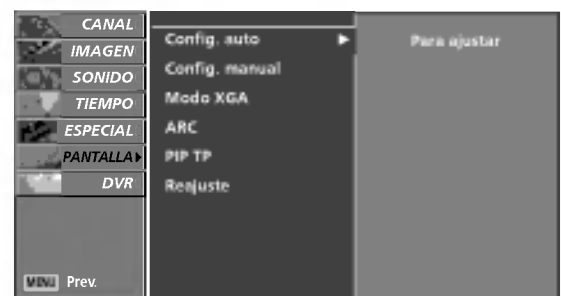 CANAL
IMAGEN
SONIDO
TIEMPO
ESPECIAL
PANTALLA
DVR
MENU Prev.
Config. auto
Config. manual
Modo XGA
ARC
PIP TP
Reajuste
Para ajustar